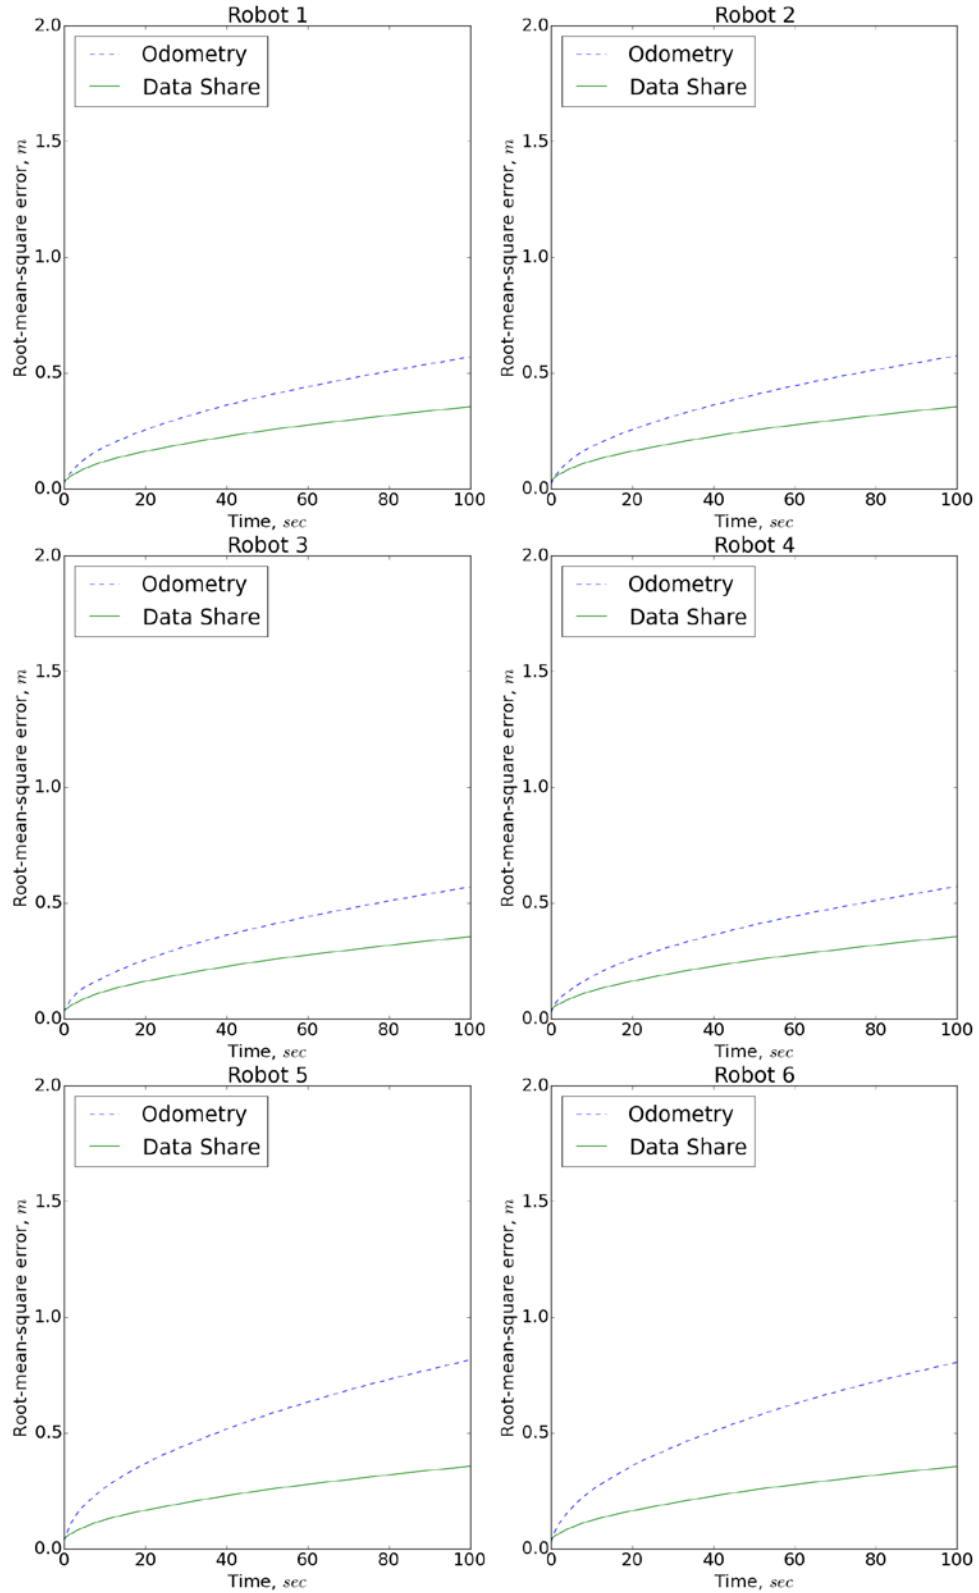 Robot 1
2.0
Odometry
Data Share
1.5
1.0
0.5
0.0
Root-mean-square error, m
0 20 40 60 80 100
Time, sec
Robot 2
2.0
Odometry
Data Share
1.5
1.0
0.5
0.0
Root-mean-square error, m
0 20 40 60 80 100
Time, sec
Robot 3
2.0
Odometry
Data Share
1.5
1.0
0.5
0.0
Root-mean-square error, m
0 20 40 60 80 100
Time, sec
Robot 4
2.0
Odometry
Data Share
1.5
1.0
0.5
0.0
Root-mean-square error, m
0 20 40 60 80 100
Time, sec
Robot 5
2.0
Odometry
Data Share
1.5
1.0
0.5
0.0
Root-mean-square error, m
0 20 40 60 80 100
Time, sec
Robot 6
2.0
Odometry
Data Share
1.5
1.0
0.5
0.0
Root-mean-square error, m
0 20 40 60 80 100
Time, sec